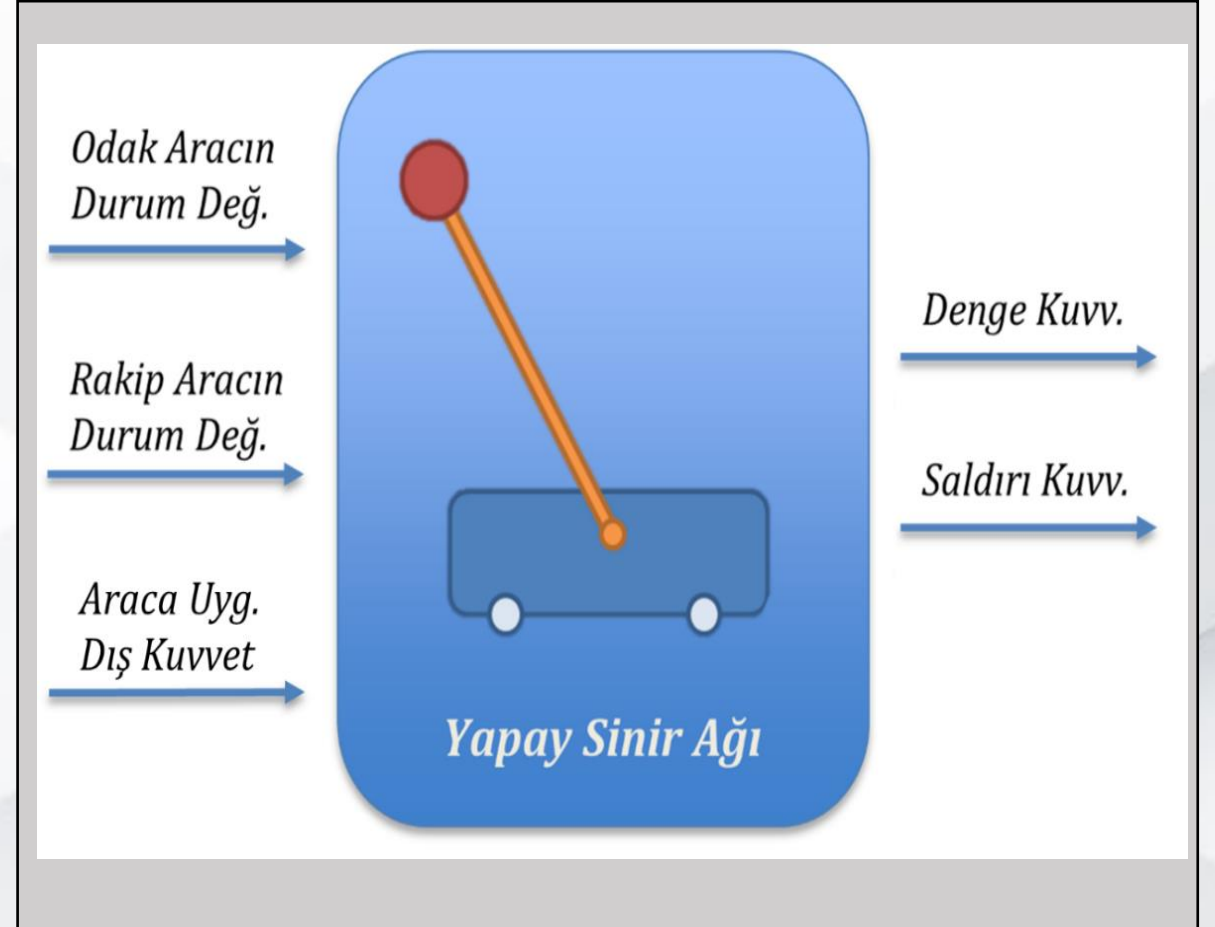 Odak Aracın
Durum Değ.
Rakip Aracın
Durum Değ.
Araca Uyg.
Dış Kuvvet
Yapay Sinir Ağı
Denge Kuvv.
Saldırı Kuvv.